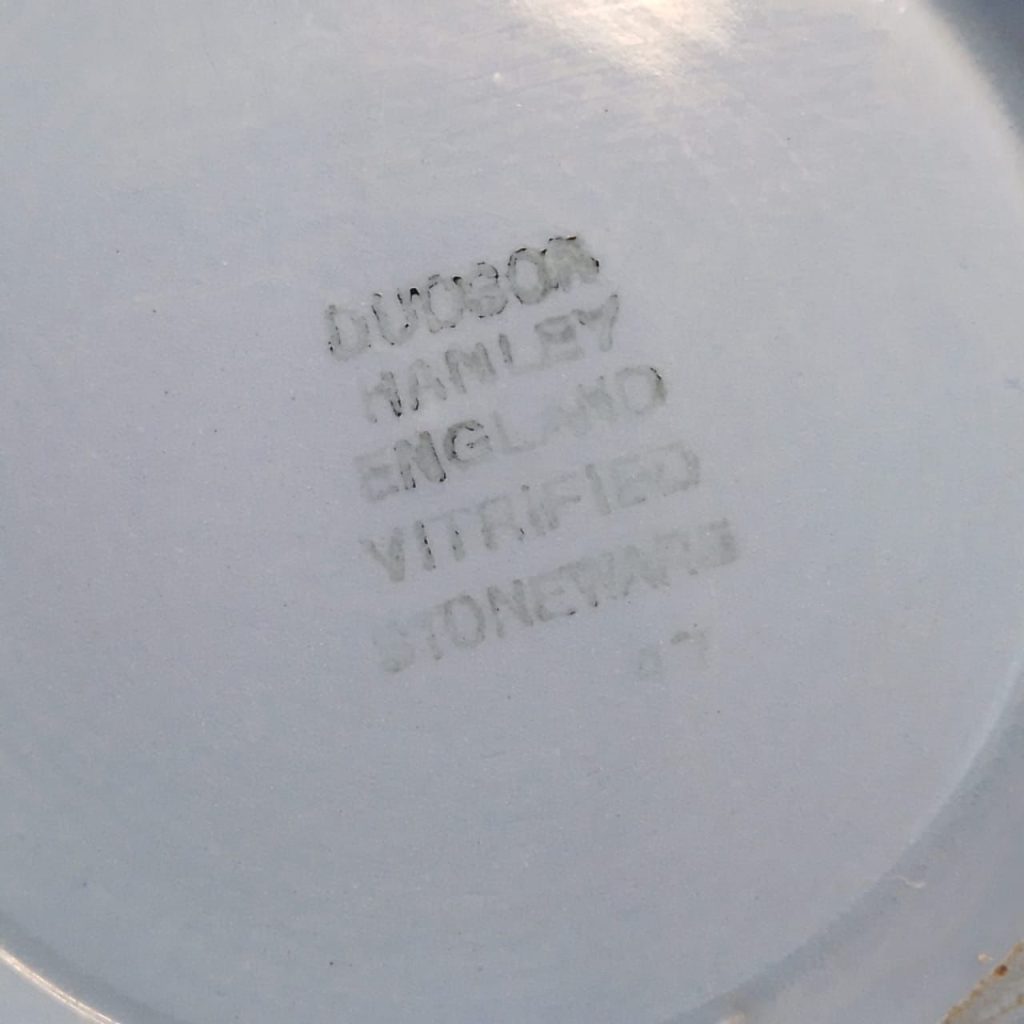 DUDSON
HANLEY
ENGLAND
VITRIFIED
STONEWARE